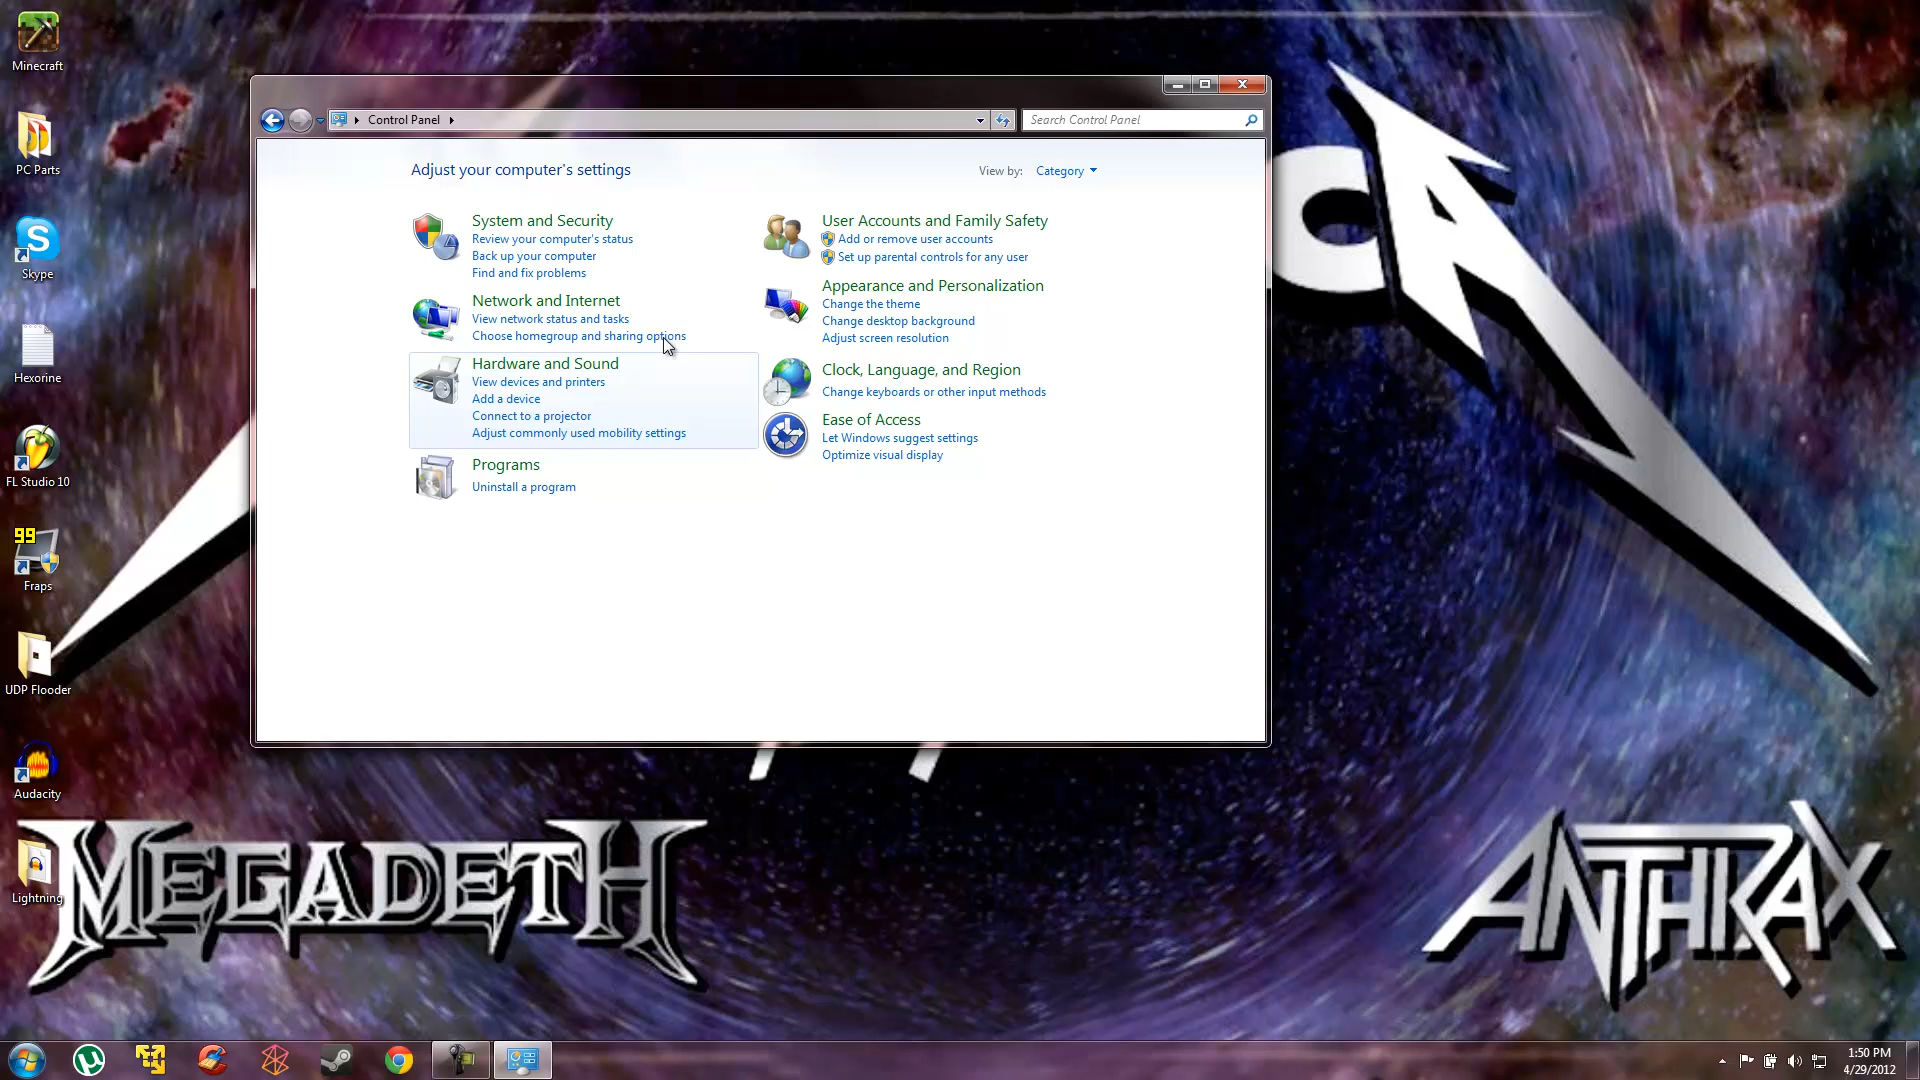 Minecraft
PC Parts
Skype
Hexorine
FL Studio 10
99
Fraps
UDP Flooder
Audacity
Lightning
Control Panel
Search Control Panel
Adjust your computer's settings
View by: Category
System and Security
Review your computer's status
Back up your computer
Find and fix problems
Network and Internet
View network status and tasks
Choose homegroup and sharing options
Hardware and Sound
View devices and printers
Add a device
Connect to a projector
Adjust commonly used mobility settings
Programs
Uninstall a program
User Accounts and Family Safety
Add or remove user accounts
Set up parental controls for any user
Appearance and Personalization
Change the theme
Change desktop background
Adjust screen resolution
Clock, Language, and Region
Change keyboards or other input methods
Ease of Access
Let Windows suggest settings
Optimize visual display
CA
MEGADETH
ANTHRAX
1:50 PM
4/29/2012